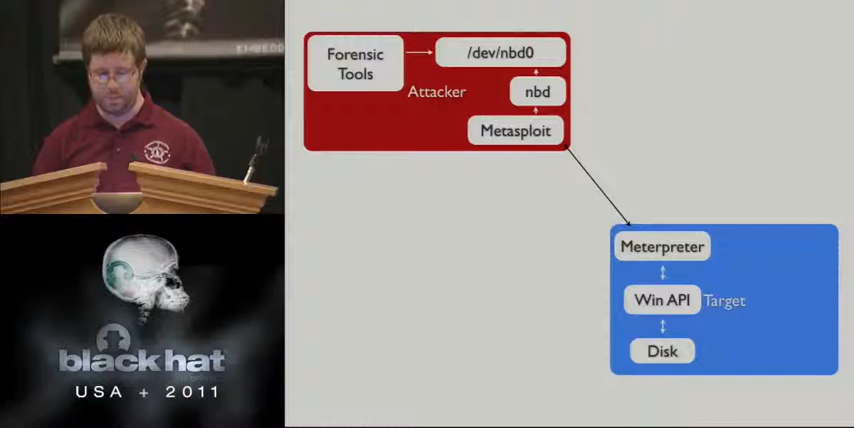 Forensic
Tools
/dev/nbd0
Attacker
nbd
Metasploit
Meterpreter
Win API
Target
Disk
black hat
USA + 2011